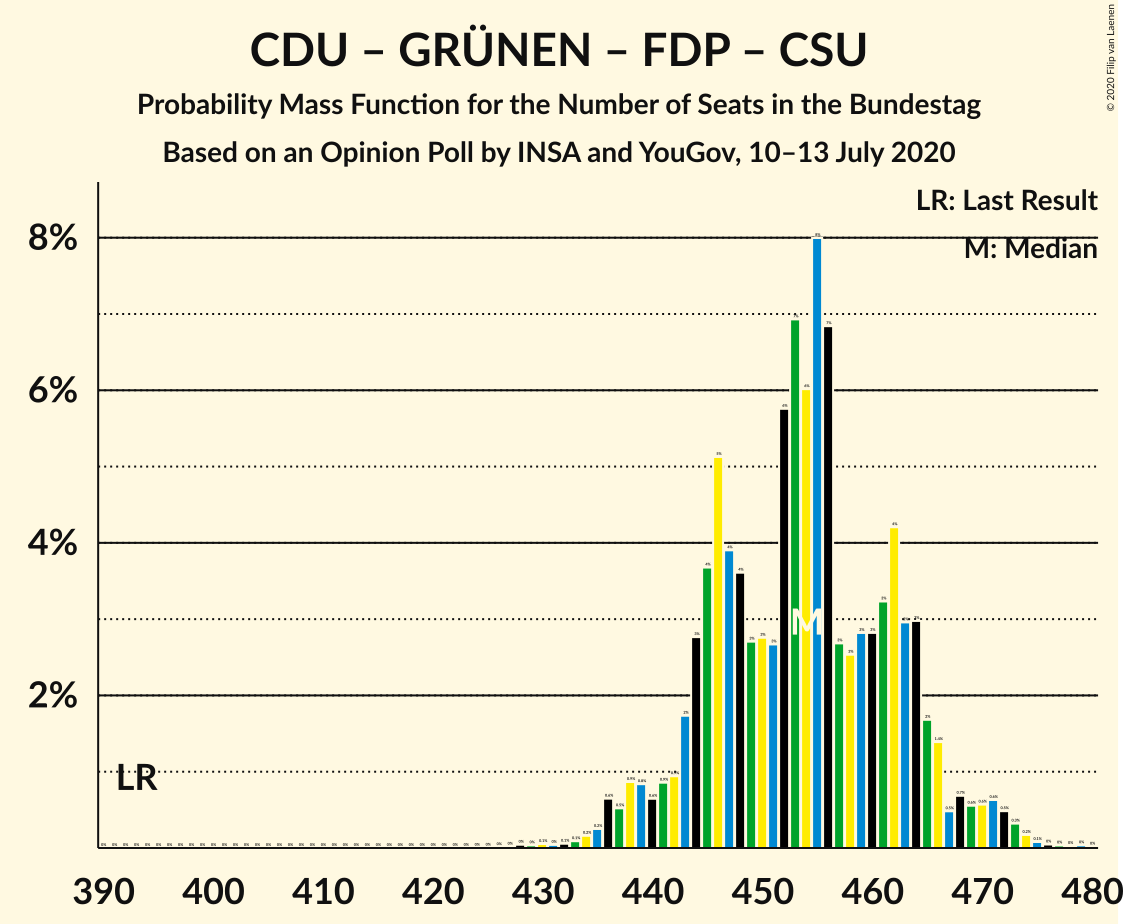 CDU – GRÜNEN – FDP – CSU
Probability Mass Function for the Number of Seats in the Bundestag
Based on an Opinion Poll by INSA and YouGov, 10–13 July 2020
© 2020 Filip van Laenen
LR: Last Result
M: Median
8%
6%
4%
2%
LR
M
390 400 410 420 430 440 450 460 470 480